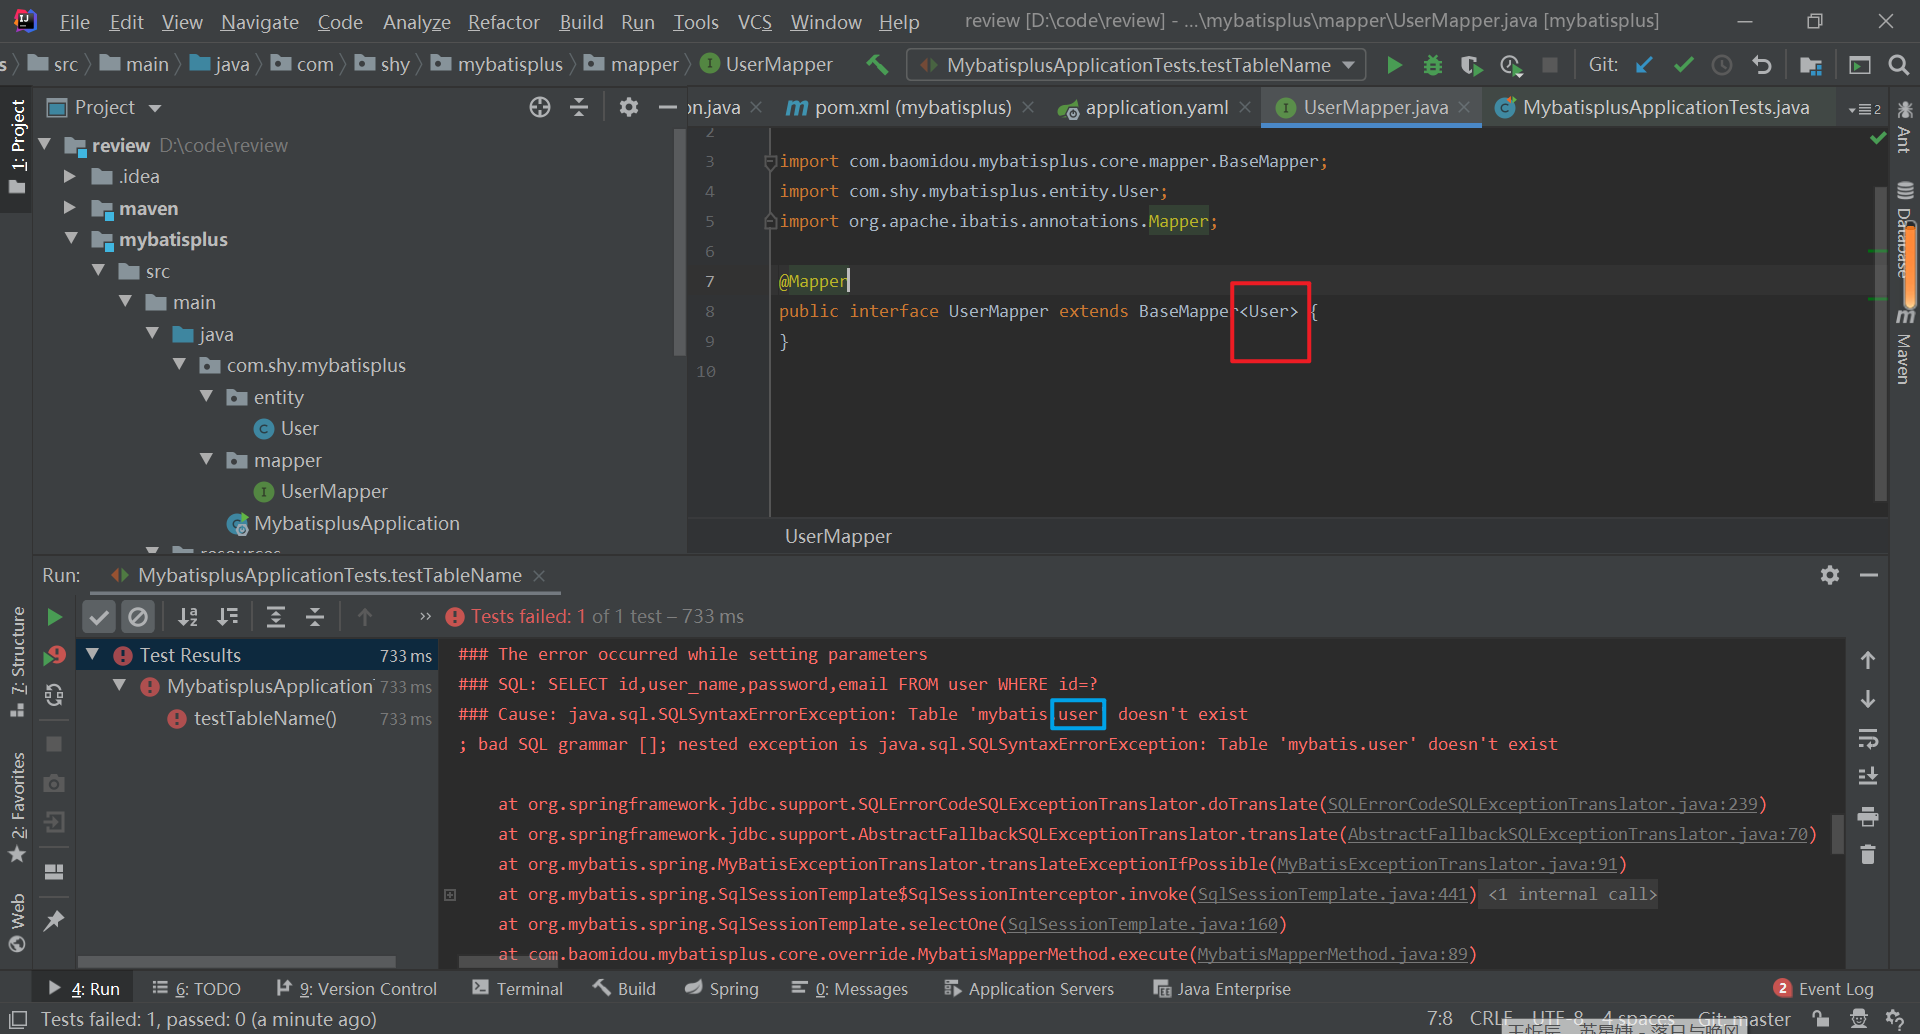 File Edit View Navigate Code Analyze Refactor Build Run Tools VCS Window Help review [D:\code\review] - ...\mybatisplus\mapper\UserMapper.java [mybatisplus]
s src main java com shy mybatisplus mapper UserMapper MybatisplusApplicationTests.testTableName Git:
Project
on.java pom.xml (mybatisplus) application.yaml UserMapper.java MybatisplusApplicationTests.java 2
1: Project
review D:\code\review
.idea
maven
mybatisplus
src
main
java
com.shy.mybatisplus
entity
User
mapper
UserMapper
MybatisplusApplication
resources
2
3 import com.baomidou.mybatisplus.core.mapper.BaseMapper;
4 import com.shy.mybatisplus.entity.User;
5 import org.apache.ibatis.annotations.Mapper;
6
7 @Mapper
8 public interface UserMapper extends BaseMapper<User> {
9 }
10
UserMapper
Ant
Database
Maven
Run: MybatisplusApplicationTests.testTableName
Tests failed: 1 of 1 test – 733 ms
Test Results 733 ms
MybatisplusApplication 733 ms
testTableName() 733 ms
### The error occurred while setting parameters
### SQL: SELECT id,user_name,password,email FROM user WHERE id=?
### Cause: java.sql.SQLSyntaxErrorException: Table 'mybatis.user' doesn't exist
; bad SQL grammar []; nested exception is java.sql.SQLSyntaxErrorException: Table 'mybatis.user' doesn't exist
at org.springframework.jdbc.support.SQLErrorCodeSQLExceptionTranslator.doTranslate(SQLErrorCodeSQLExceptionTranslator.java:239)
at org.springframework.jdbc.support.AbstractFallbackSQLExceptionTranslator.translate(AbstractFallbackSQLExceptionTranslator.java:70)
at org.mybatis.spring.MyBatisExceptionTranslator.translateExceptionIfPossible(MyBatisExceptionTranslator.java:91)
at org.mybatis.spring.SqlSessionTemplate$SqlSessionInterceptor.invoke(SqlSessionTemplate.java:441) <1 internal call>
at org.mybatis.spring.SqlSessionTemplate.selectOne(SqlSessionTemplate.java:160)
at com.baomidou.mybatisplus.core.override.MybatisMapperMethod.execute(MybatisMapperMethod.java:89)
7: Structure
2: Favorites
Web
4: Run 6: TODO 9: Version Control Terminal Build Spring 0: Messages Application Servers Java Enterprise 2 Event Log
Tests failed: 1, passed: 0 (a minute ago) 7:8 CRLF UTF-8 4 spaces Git: master